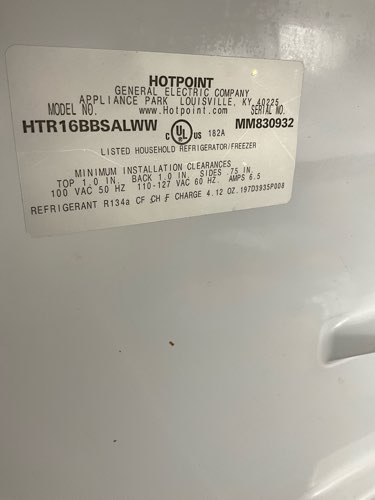 HOTPOINT
GENERAL ELECTRIC COMPANY
APPLIANCE PARK LOUISVILLE, KY 40225
MODEL NO. www.Hotpoint.com SERIAL NO.
HTR16BBSALWW C UL US 182A MM830932
LISTED HOUSEHOLD REFRIGERATOR/FREEZER
MINIMUM INSTALLATION CLEARANCES
TOP 1.0 IN. BACK 1.0 IN. SIDES .75 IN.
100 VAC 50 HZ 110-127 VAC 60 HZ. AMPS 6.5
REFRIGERANT R134a CF CH F CHARGE 4.12 OZ. 197D3935P008